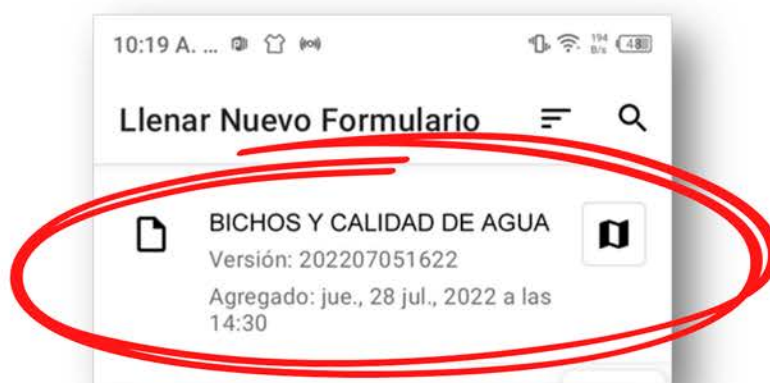 10:19 A. ... 194 B/s 48
Llenar Nuevo Formulario
BICHOS Y CALIDAD DE AGUA
Versión: 202207051622
Agregado: jue., 28 jul., 2022 a las
14:30